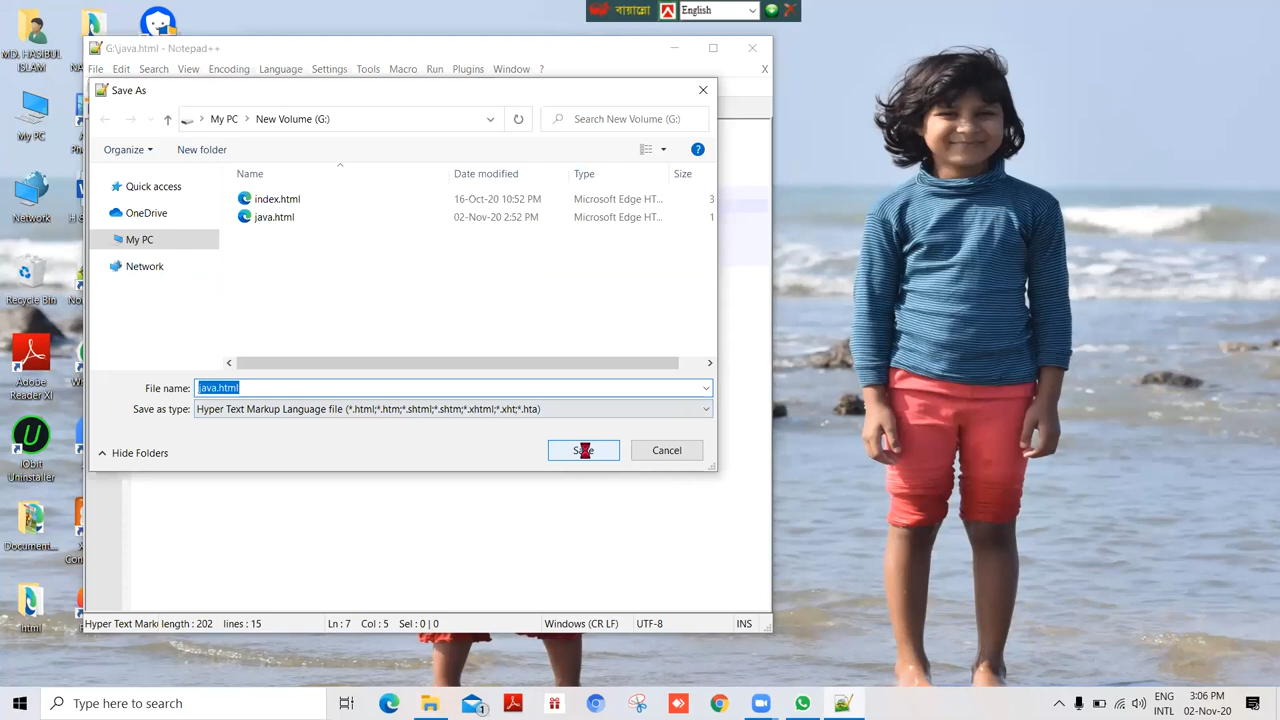 বায়ান্নো English
MD. HASIBUL
ISLAM
My PC
Network
Recycle Bin
Adobe
Reader XI
IObit
Uninstaller
Document...
html
G:\java.html - Notepad++
File Edit Search View Encoding Language Settings Tools Macro Run Plugins Window ? X
Save As
My PC > New Volume (G:)
Search New Volume (G:)
Organize New folder
Name Date modified Type Size
Quick access
OneDrive
My PC
Network
index.html 16-Oct-20 10:52 PM Microsoft Edge HT... 3
java.html 02-Nov-20 2:52 PM Microsoft Edge HT... 1
File name: java.html
Save as type: Hyper Text Markup Language file (*.html;*.htm;*.shtml;*.shtm;*.xhtml;*.xht;*.hta)
Hide Folders
Save Cancel
Hyper Text Marki length : 202 lines : 15 Ln : 7 Col : 5 Sel : 0 | 0 Windows (CR LF) UTF-8 INS
Type here to search
1
ENG
INTL
3:06 PM
02-Nov-20